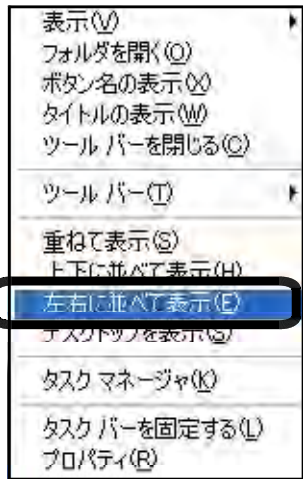 表示(V)
フォルダを開く(O)
ボタン名の表示(X)
タイトルの表示(W)
ツール バーを閉じる(C)
ツール バー(T)
重ねて表示(S)
上下に並べて表示(H)
左右に並べて表示(E)
デスクトップを表示(S)
タスク マネージャ(K)
タスク バーを固定する(L)
プロパティ(R)